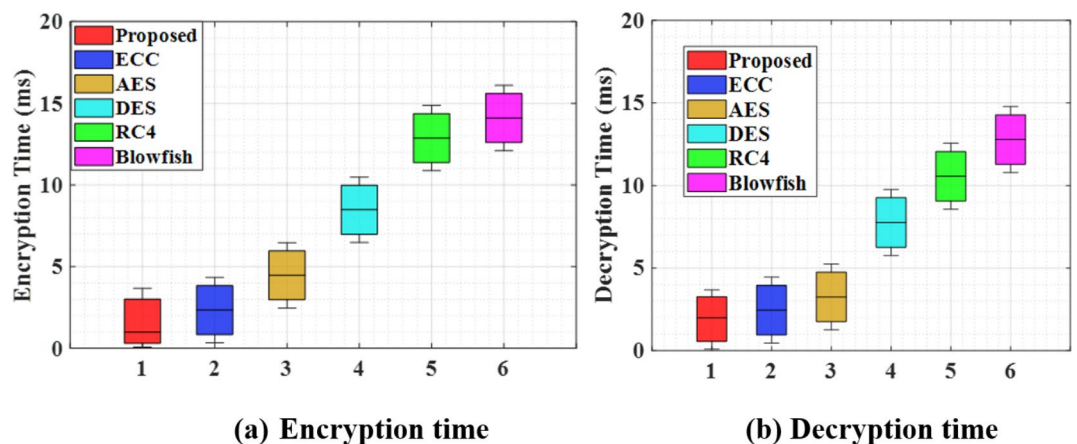 20
15
10
5
0
Encryption Time (ms)
Proposed
ECC
AES
DES
RC4
Blowfish
1 2 3 4 5 6
(a) Encryption time
20
15
10
5
0
Decryption Time (ms)
Proposed
ECC
AES
DES
RC4
Blowfish
1 2 3 4 5 6
(b) Decryption time